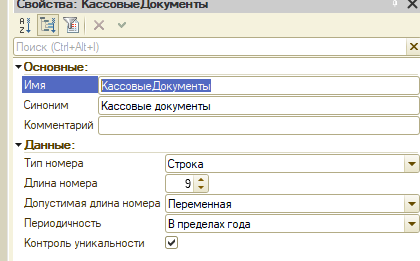 Свойства: КассовыеДокументы
Поиск (Ctrl+Alt+I)
Основные:
Имя КассовыеДокументы
Синоним Кассовые документы
Комментарий
Данные:
Тип номера Строка
Длина номера 9
Допустимая длина номера Переменная
Периодичность В пределах года
Контроль уникальности